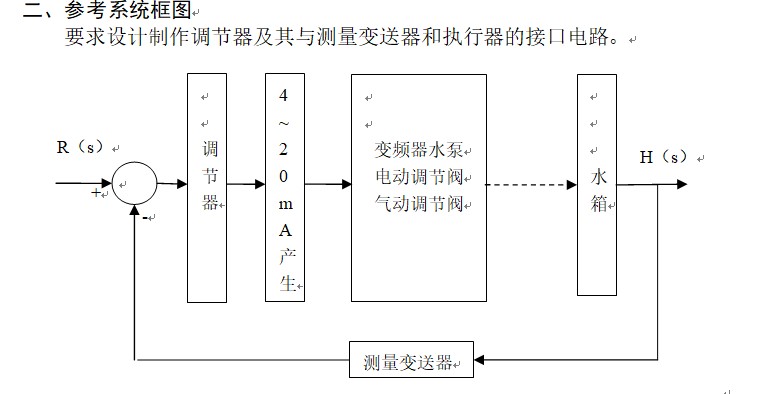 二、参考系统框图
要求设计制作调节器及其与测量变送器和执行器的接口电路。
R（s）
+
-
调
节
器
4
~
2
0
m
A
产
生
变频器水泵
电动调节阀
气动调节阀
水
箱
H（s）
测量变送器